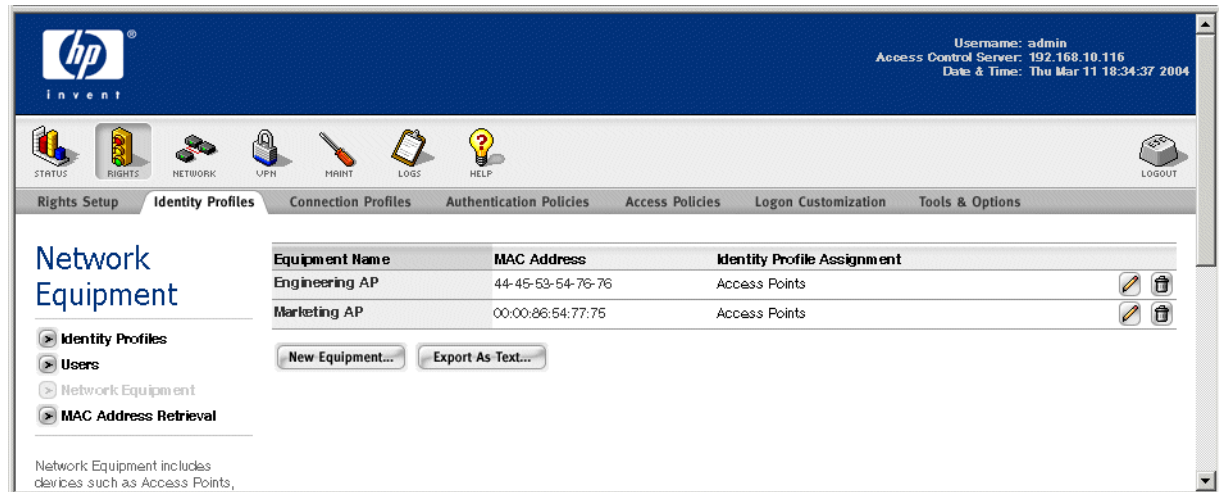 hp
®
invent
Username: admin
Access Control Server: 192.168.10.116
Date & Time: Thu Mar 11 18:34:37 2004
STATUS RIGHTS NETWORK VPN MAINT LOGS HELP LOGOUT
Rights Setup Identity Profiles Connection Profiles Authentication Policies Access Policies Logon Customization Tools & Options
Network
Equipment
Identity Profiles
Users
Network Equipment
MAC Address Retrieval
Network Equipment includes
devices such as Access Points,
Equipment Name MAC Address Identity Profile Assignment
Engineering AP 44-45-53-54-76-76 Access Points
Marketing AP 00:00:86:54:77:75 Access Points
New Equipment... Export As Text...